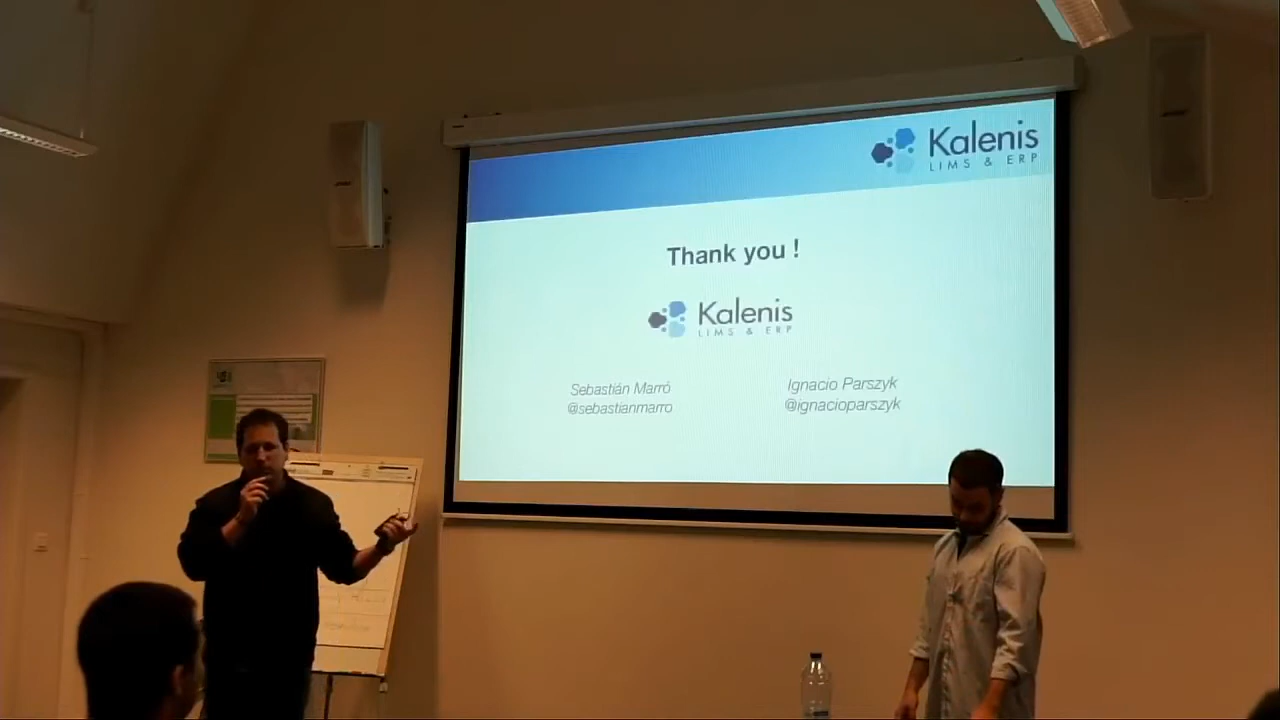 Kalenis
LIMS & ERP
Thank you !
Kalenis
LIMS & ERP
Sebastián Marró
@sebastianmarro
Ignacio Parszyk
@ignacioparszyk